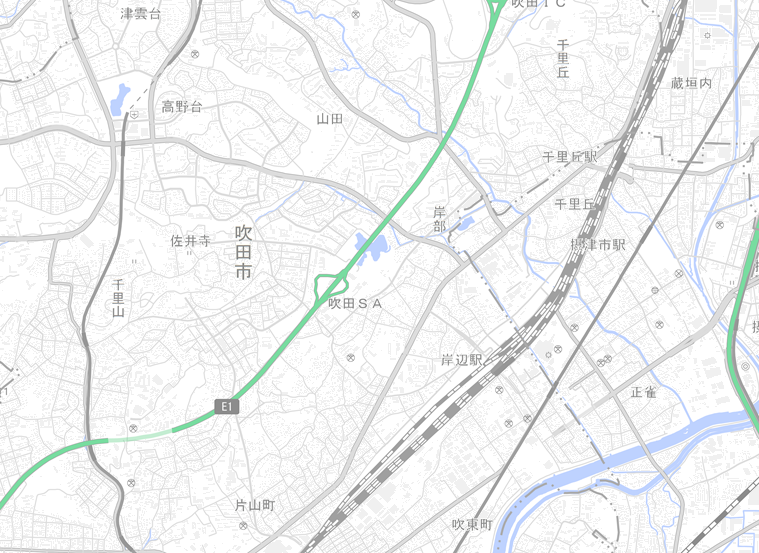 吹田IC
津雲台
千里丘
蔵垣内
高野台
山田
千里丘駅
千里丘
岸部
吹田市
佐井寺
摂津市駅
千里山
吹田SA
岸辺駅
正雀
E1
片山町
吹東町